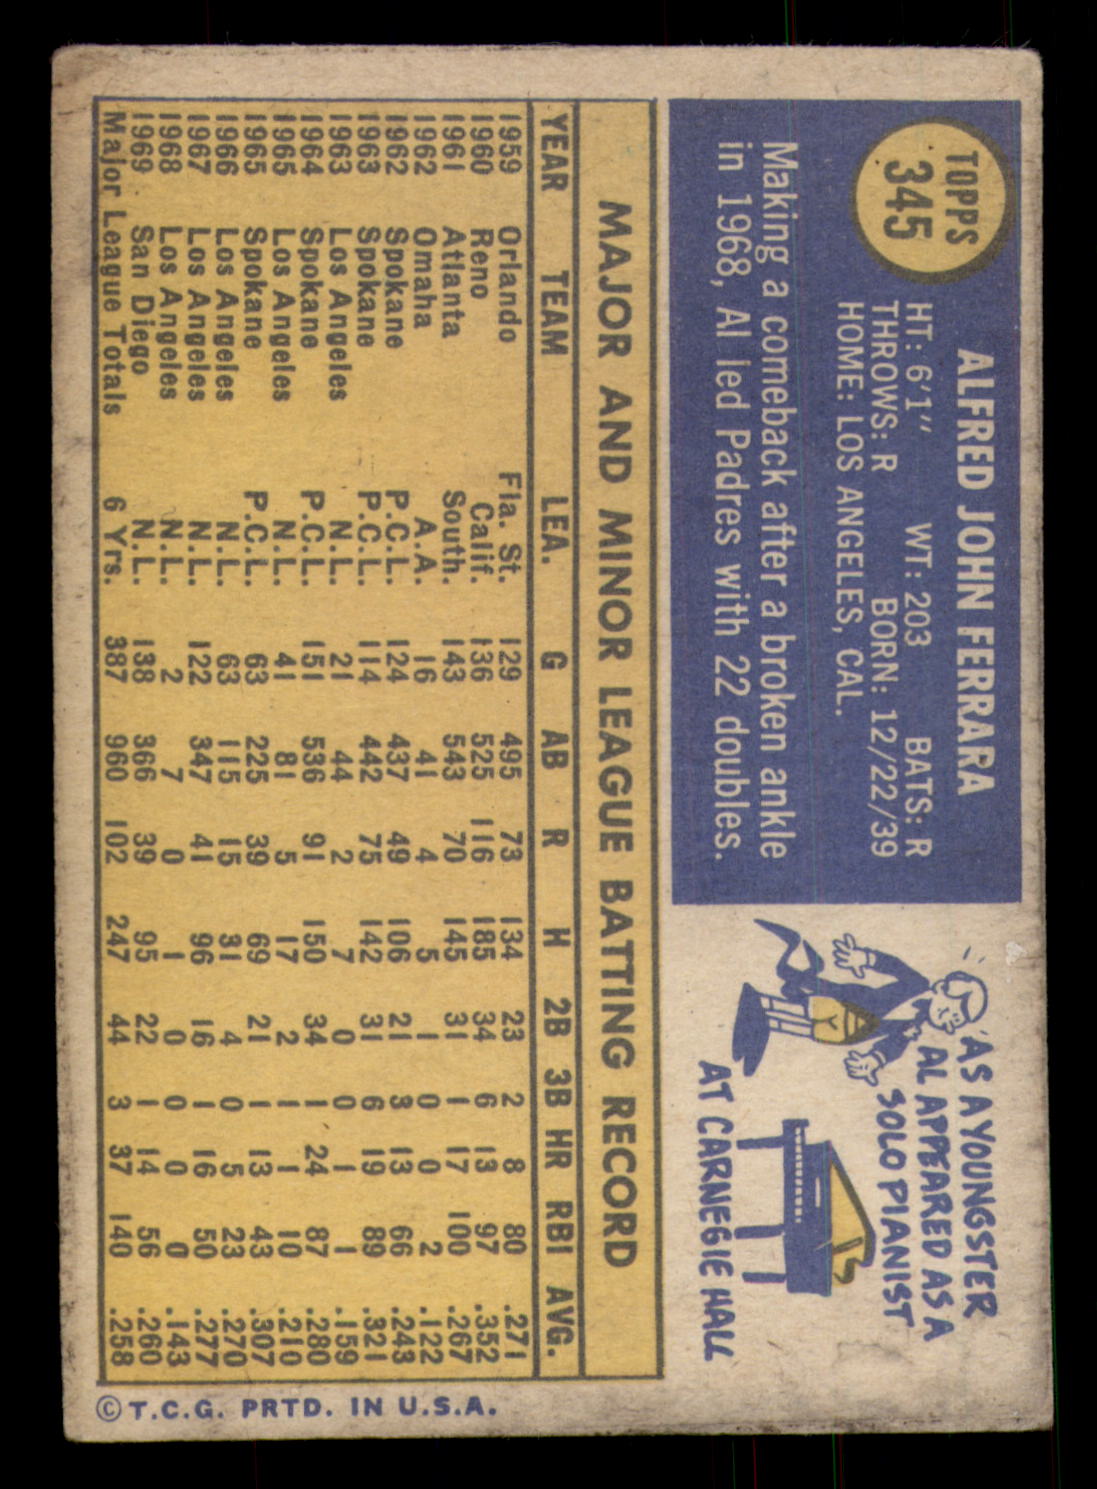 TOPPS
345
ALFRED JOHN FERRARA
HT: 6'1" WT: 203 BATS: R
THROWS: R BORN: 12/22/39
HOME: LOS ANGELES, CAL.
Making a comeback after a broken ankle
in 1968, Al led Padres with 22 doubles.
AS A YOUNGSTER
AL APPEARED AS A
SOLO PIANIST
AT CARNEGIE HALL
MAJOR AND MINOR LEAGUE BATTING RECORD
YEAR TEAM LEA. G AB R H 2B 3B HR RBI AVG.
1959 Orlando Fla. St. 129 495 73 134 23 2 8 80 .271
1960 Reno Calif. 136 525 116 185 34 6 13 97 .352
1961 Atlanta South. 143 543 70 145 31 1 17 100 .267
1962 Omaha A.A. 16 41 4 5 1 0 0 2 .122
1962 Spokane P.C.L. 124 437 49 106 21 3 13 66 .243
1963 Spokane P.C.L. 114 442 75 142 31 6 19 89 .321
1963 Los Angeles N.L. 21 44 2 7 0 0 1 1 .159
1964 Spokane P.C.L. 151 536 91 150 34 1 24 87 .280
1965 Los Angeles N.L. 41 81 5 17 2 1 1 10 .210
1965 Spokane P.C.L. 63 225 39 69 21 1 13 43 .307
1966 Los Angeles N.L. 63 115 15 31 4 0 5 23 .270
1967 Los Angeles N.L. 122 347 41 96 16 1 16 50 .277
1968 Los Angeles N.L. 2 7 0 1 0 0 0 0 .143
1969 San Diego N.L. 138 366 39 95 22 1 14 56 .260
Major League Totals 6 Yrs. 387 960 102 247 44 3 37 140 .258
© T.C.G. PRTD. IN U.S.A.